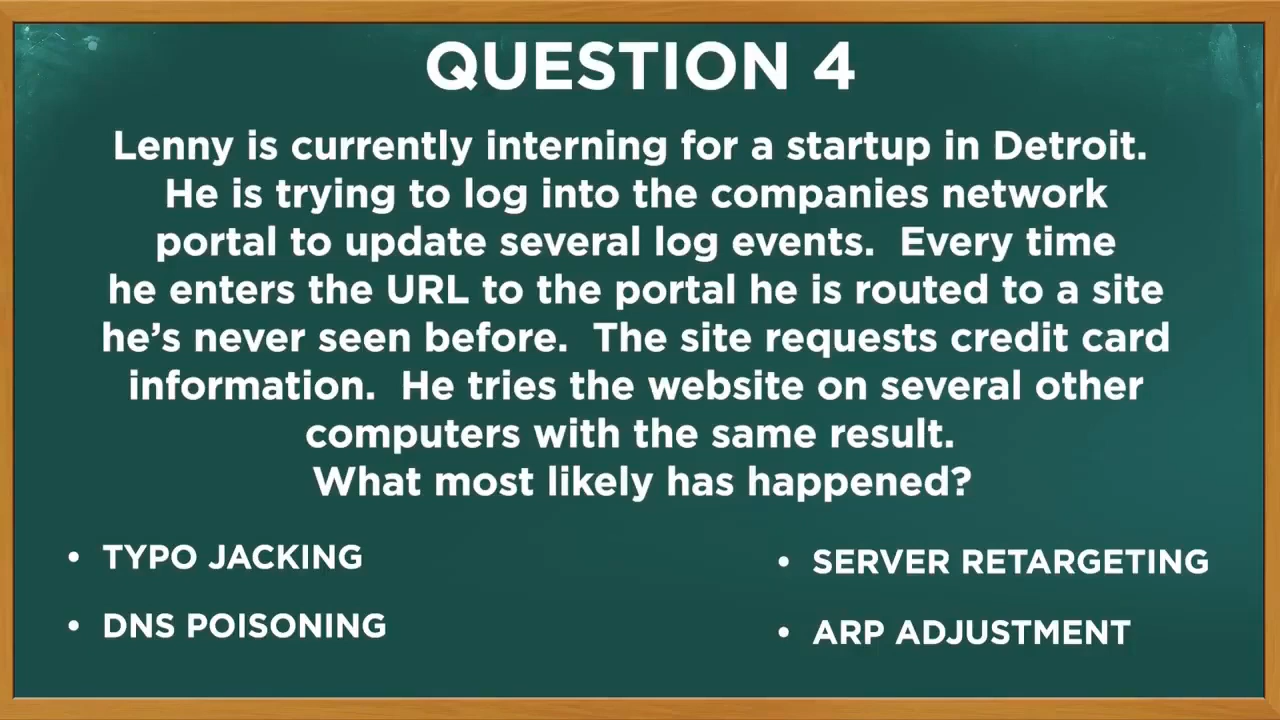 QUESTION 4
Lenny is currently interning for a startup in Detroit.
He is trying to log into the companies network
portal to update several log events.  Every time
he enters the URL to the portal he is routed to a site
he’s never seen before.  The site requests credit card
information.  He tries the website on several other
computers with the same result.
What most likely has happened?
• TYPO JACKING
• DNS POISONING
• SERVER RETARGETING
• ARP ADJUSTMENT